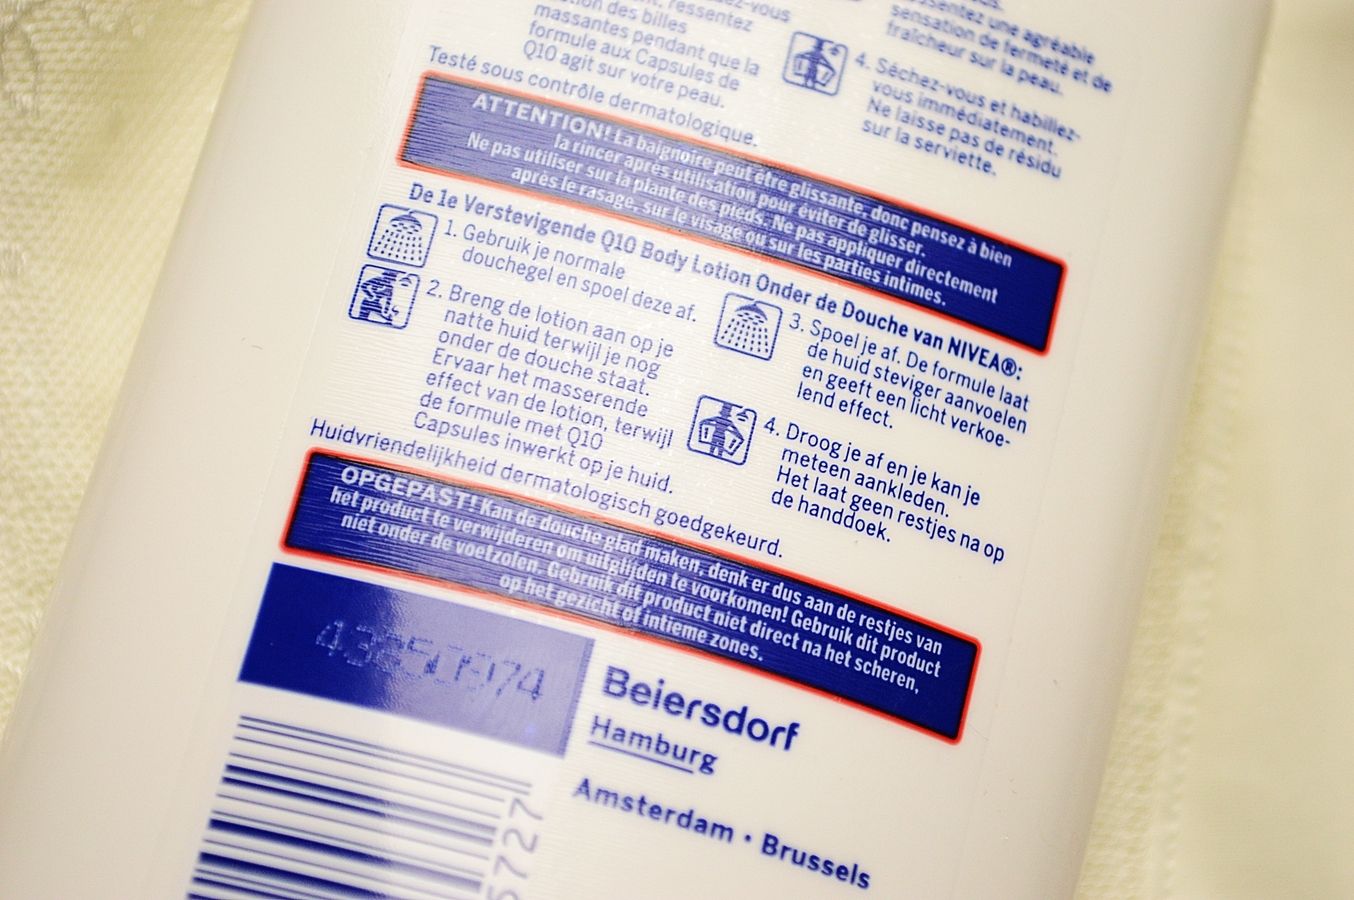 ressentez
des billes
massantes pendant que la
formule aux Capsules de
Q10 agit sur votre peau.
Testé sous contrôle dermatologique.
une agréable
sensation de fermeté et de
fraîcheur sur la peau.
4. Séchez-vous et habillez-
vous immédiatement.
Ne laisse pas de résidu
sur la serviette.
ATTENTION! La baignoire peut être glissante, donc pensez à bien
la rincer après utilisation pour éviter de glisser.
Ne pas utiliser sur la plante des pieds. Ne pas appliquer directement
après le rasage, sur le visage ou sur les parties intimes.
De 1e Verstevigende Q10 Body Lotion Onder de Douche van NIVEA®:
1. Gebruik je normale
douchegel en spoel deze af.
2. Breng de lotion aan op je
natte huid terwijl je nog
onder de douche staat.
Ervaar het masserende
effect van de lotion, terwijl
de formule met Q10
Capsules inwerkt op je huid.
3. Spoel je af. De formule laat
de huid steviger aanvoelen
en geeft een licht verkoe-
lend effect.
4. Droog je af en je kan je
meteen aankleden.
Het laat geen restjes na op
de handdoek.
Huidvriendelijkheid dermatologisch goedgekeurd.
OPGEPAST! Kan de douche glad maken, denk er dus aan de restjes van
het product te verwijderen om uitglijden te voorkomen! Gebruik dit product
niet onder de voetzolen. Gebruik dit product niet direct na het scheren,
op het gezicht of intieme zones.
Beiersdorf
Hamburg
Amsterdam · Brussels
5727